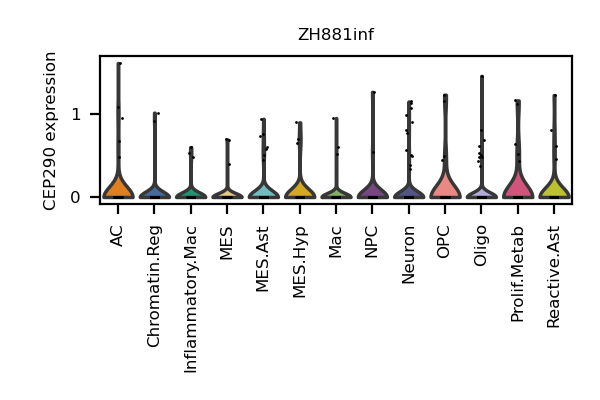 ZH881inf
CEP290 expression
1
0
AC
Chromatin.Reg
Inflammatory.Mac
MES
MES.Ast
MES.Hyp
Mac
NPC
Neuron
OPC
Oligo
Prolif.Metab
Reactive.Ast